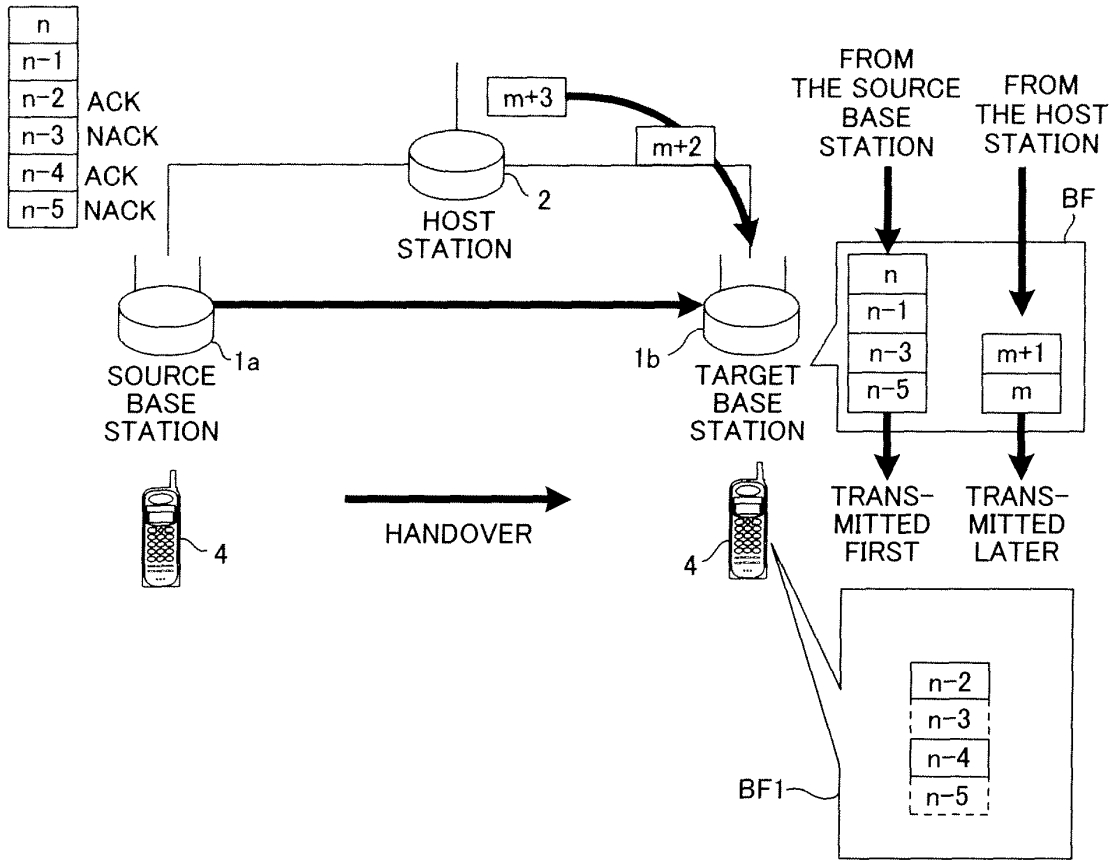 n
n-1
n-2 ACK
n-3 NACK
n-4 ACK
n-5 NACK
m+3
m+2
2
HOST
STATION
1a
SOURCE
BASE
STATION
1b
TARGET
BASE
STATION
FROM
THE SOURCE
BASE
STATION
FROM
THE HOST
STATION
BF
n
n-1
n-3
n-5
m+1
m
TRANS-
MITTED
FIRST
TRANS-
MITTED
LATER
4
HANDOVER
4
BF1
n-2
n-3
n-4
n-5